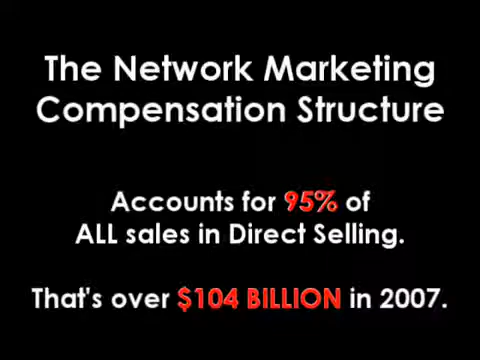 The Network Marketing
Compensation Structure
Accounts for 95% of
ALL sales in Direct Selling.
That's over $104 BILLION in 2007.